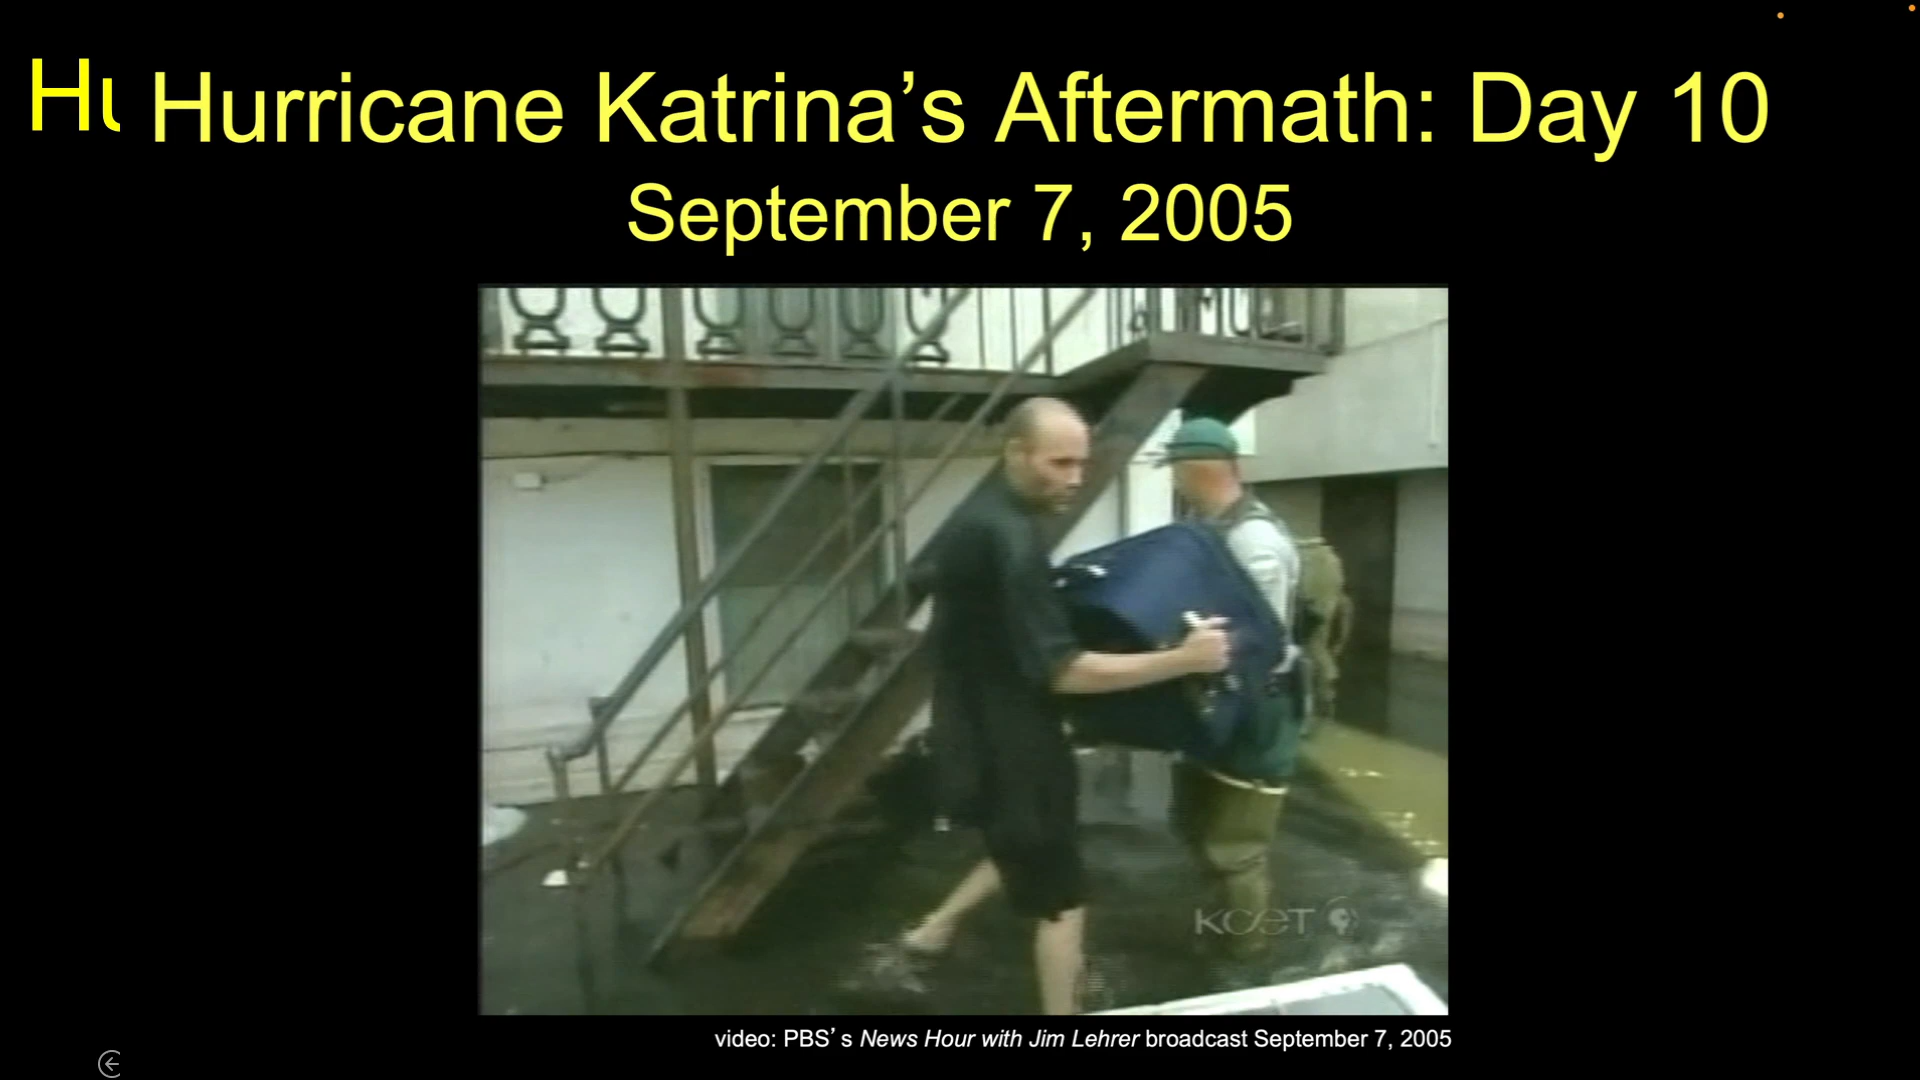 Hu
Hurricane Katrina’s Aftermath: Day 10
September 7, 2005
KCET
video: PBS’s News Hour with Jim Lehrer broadcast September 7, 2005